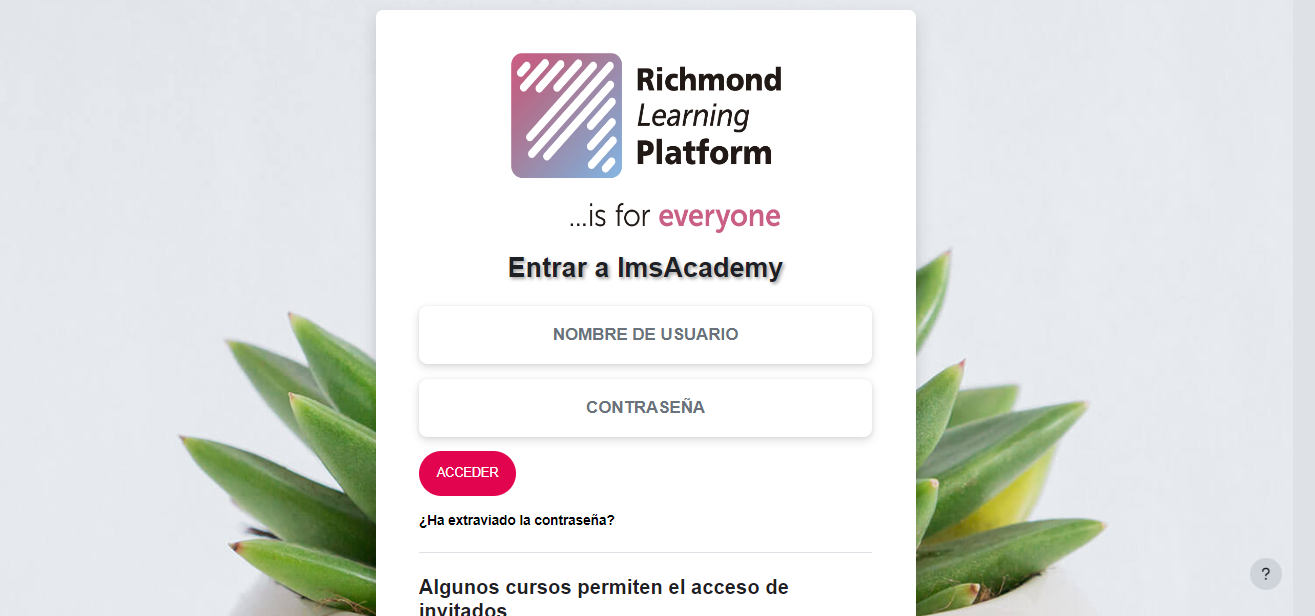 Richmond
Learning
Platform
...is for everyone
Entrar a ImsAcademy
NOMBRE DE USUARIO
CONTRASEÑA
ACCEDER
¿Ha extraviado la contraseña?
Algunos cursos permiten el acceso de
invitados
?